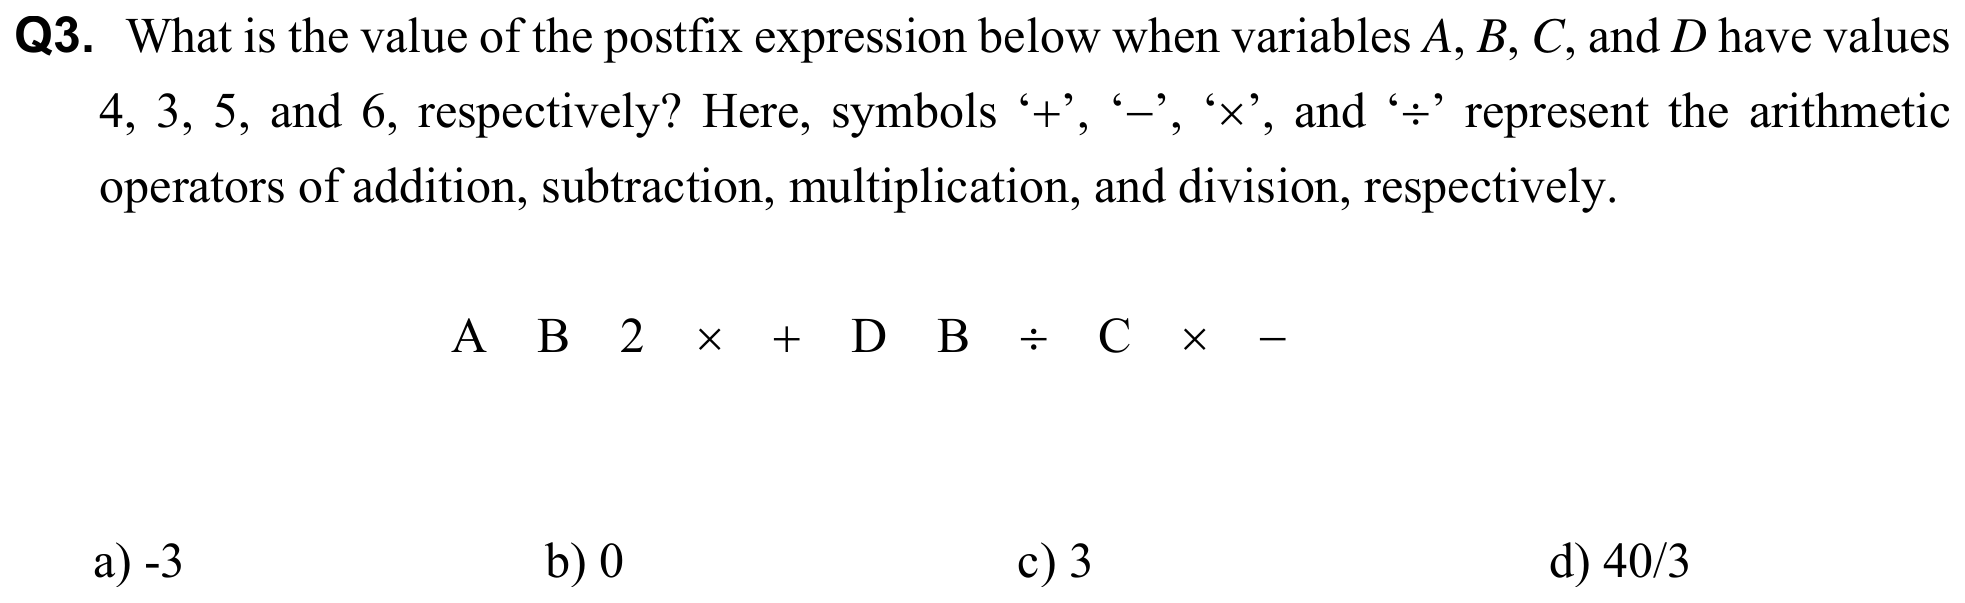 Q3. What is the value of the postfix expression below when variables A, B, C, and D have values
4, 3, 5, and 6, respectively? Here, symbols ‘+’, ‘−’, ‘×’, and ‘÷’ represent the arithmetic
operators of addition, subtraction, multiplication, and division, respectively.
A B 2 × + D B ÷ C × −
a) -3 b) 0 c) 3 d) 40/3